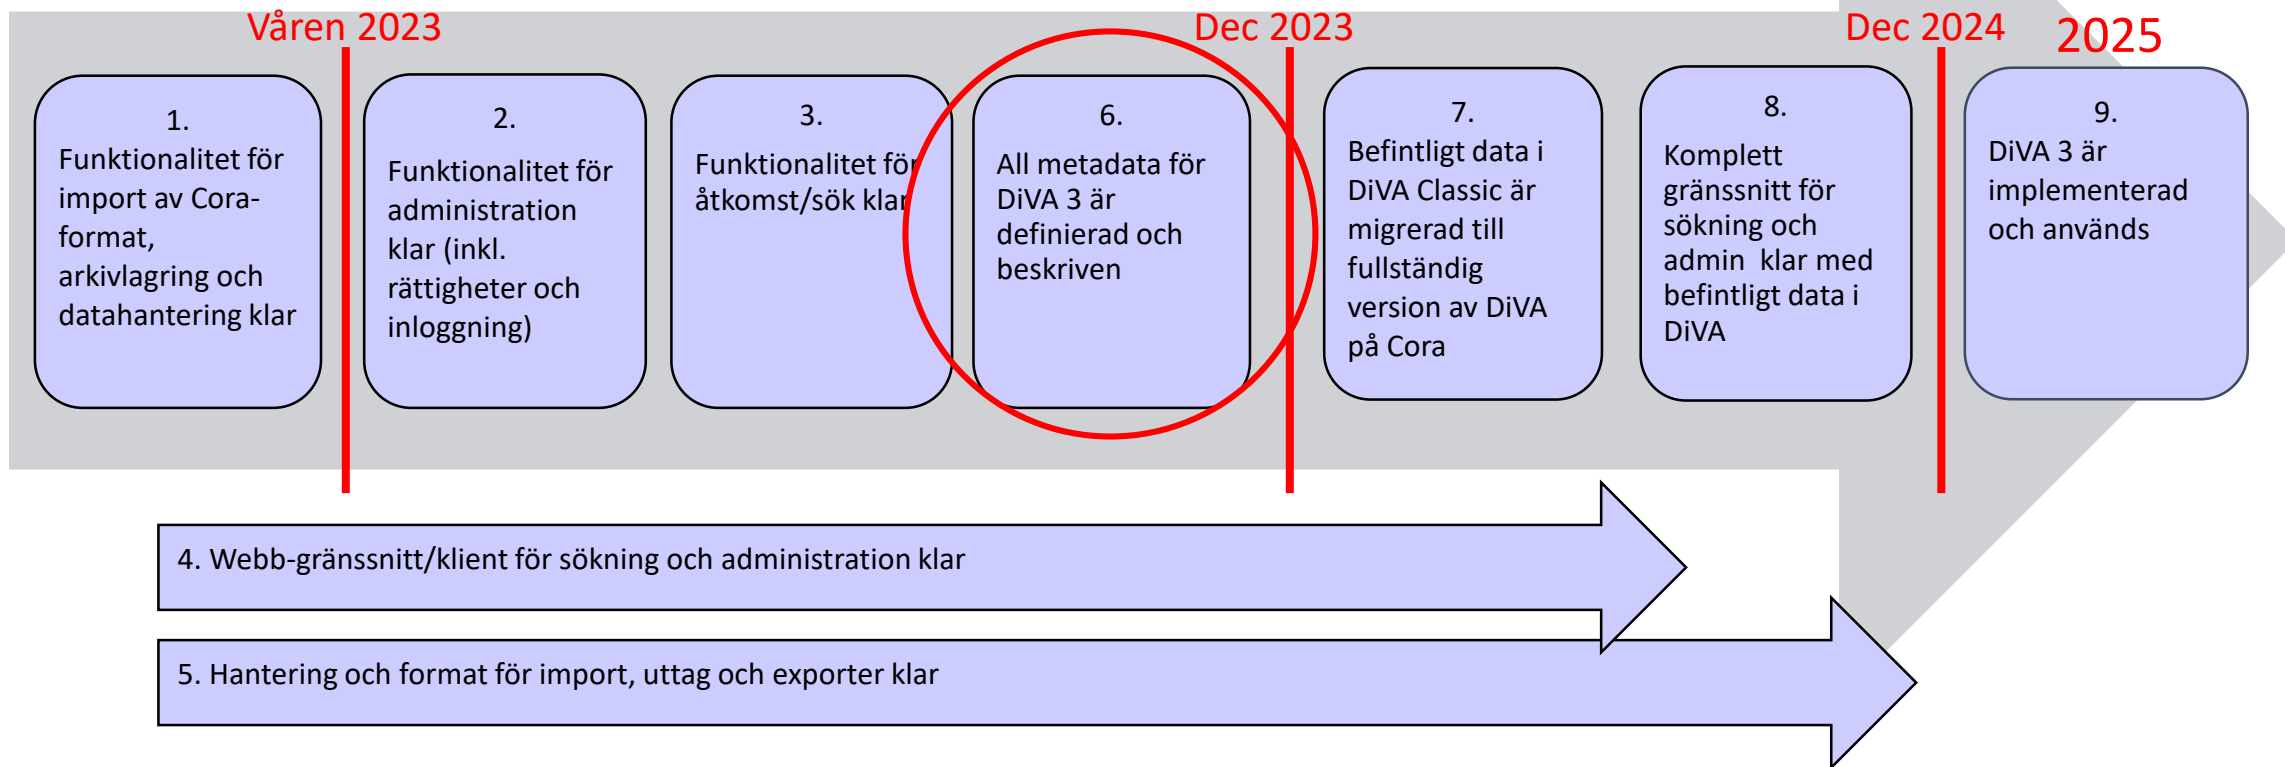 Våren 2023
Dec 2023
Dec 2024
2025
1.
Funktionalitet för
import av Cora-
format,
arkivlagring och
datahantering klar
2.
Funktionalitet för
administration
klar (inkl.
rättigheter och
inloggning)
3.
Funktionalitet för
åtkomst/sök klar
6.
All metadata för
DiVA 3 är
definierad och
beskriven
7.
Befintligt data i
DiVA Classic är
migrerad till
fullständig
version av DiVA
på Cora
8.
Komplett
gränssnitt för
sökning och
admin  klar med
befintligt data i
DiVA
9.
DiVA 3 är
implementerad
och används
4. Webb-gränssnitt/klient för sökning och administration klar
5. Hantering och format för import, uttag och exporter klar